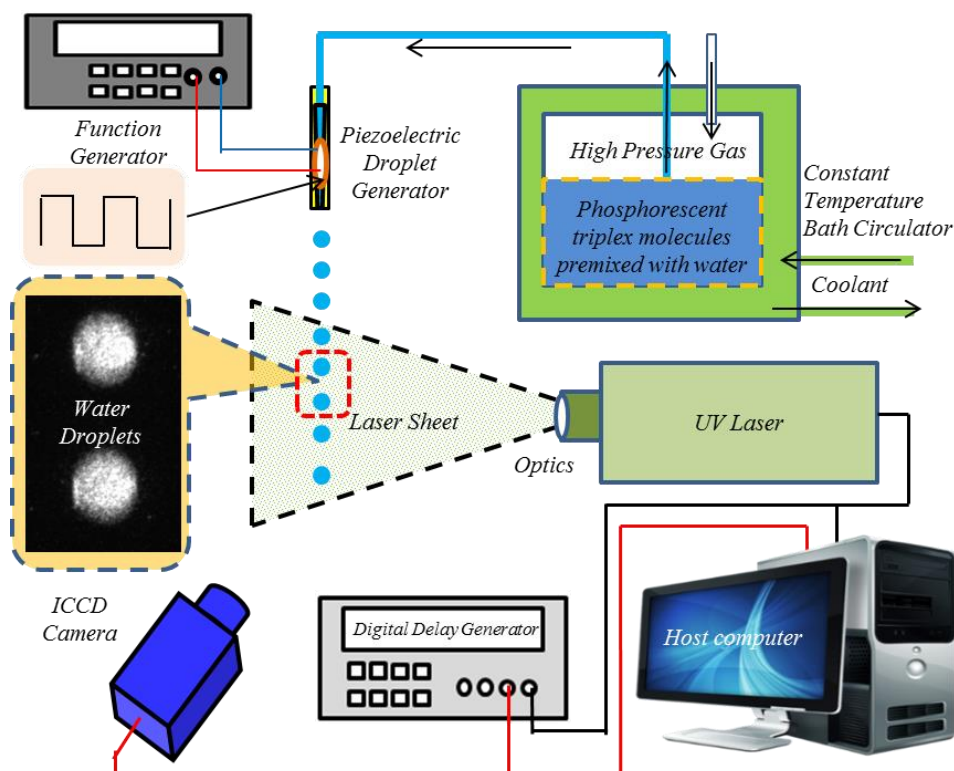 Function
Generator
Piezoelectric
Droplet
Generator
High Pressure Gas
Phosphorescent
triplex molecules
premixed with water
Constant
Temperature
Bath Circulator
Coolant
Water
Droplets
Laser Sheet
Optics
UV Laser
ICCD
Camera
Digital Delay Generator
Host computer